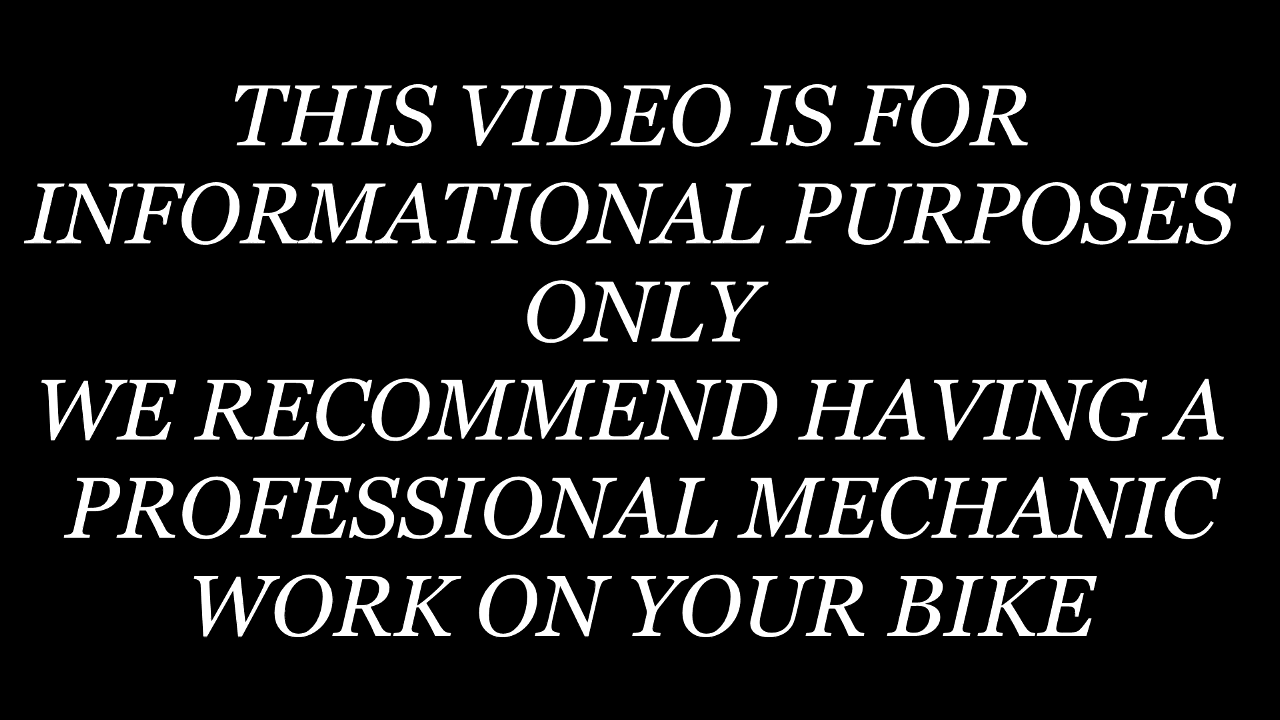 THIS VIDEO IS FOR
INFORMATIONAL PURPOSES
ONLY
WE RECOMMEND HAVING A
PROFESSIONAL MECHANIC
WORK ON YOUR BIKE